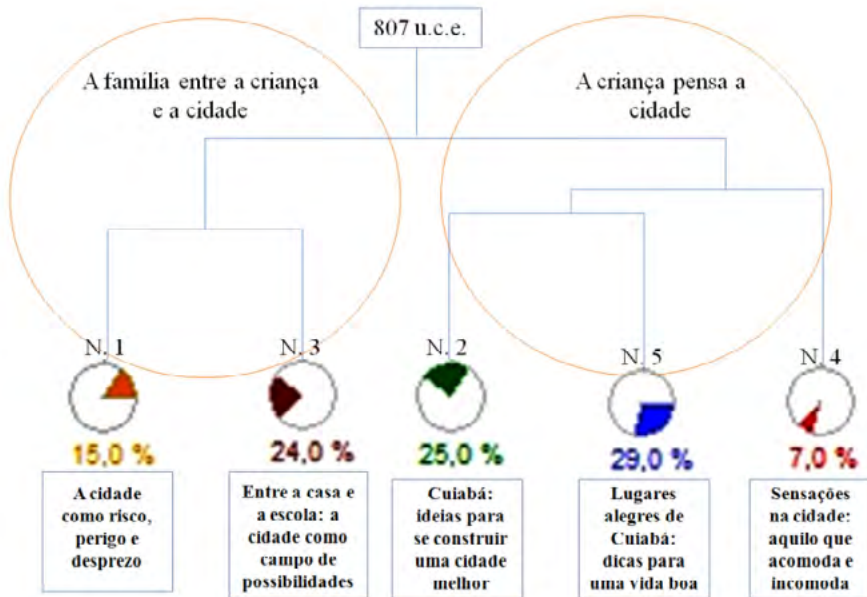 807 u.c.e.
A família entre a criança
e a cidade
A criança pensa a
cidade
N. 1
N. 3
N. 2
N. 5
N. 4
15,0 %
24,0 %
25,0 %
29,0 %
7,0 %
A cidade
como risco,
perigo e
desprezo
Entre a casa e
a escola: a
cidade como
campo de
possibilidades
Cuiabá:
ideias para
se construir
uma cidade
melhor
Lugares
alegres de
Cuiabá:
dicas para
uma vida boa
Sensações
na cidade:
aquilo que
acomoda e
incomoda